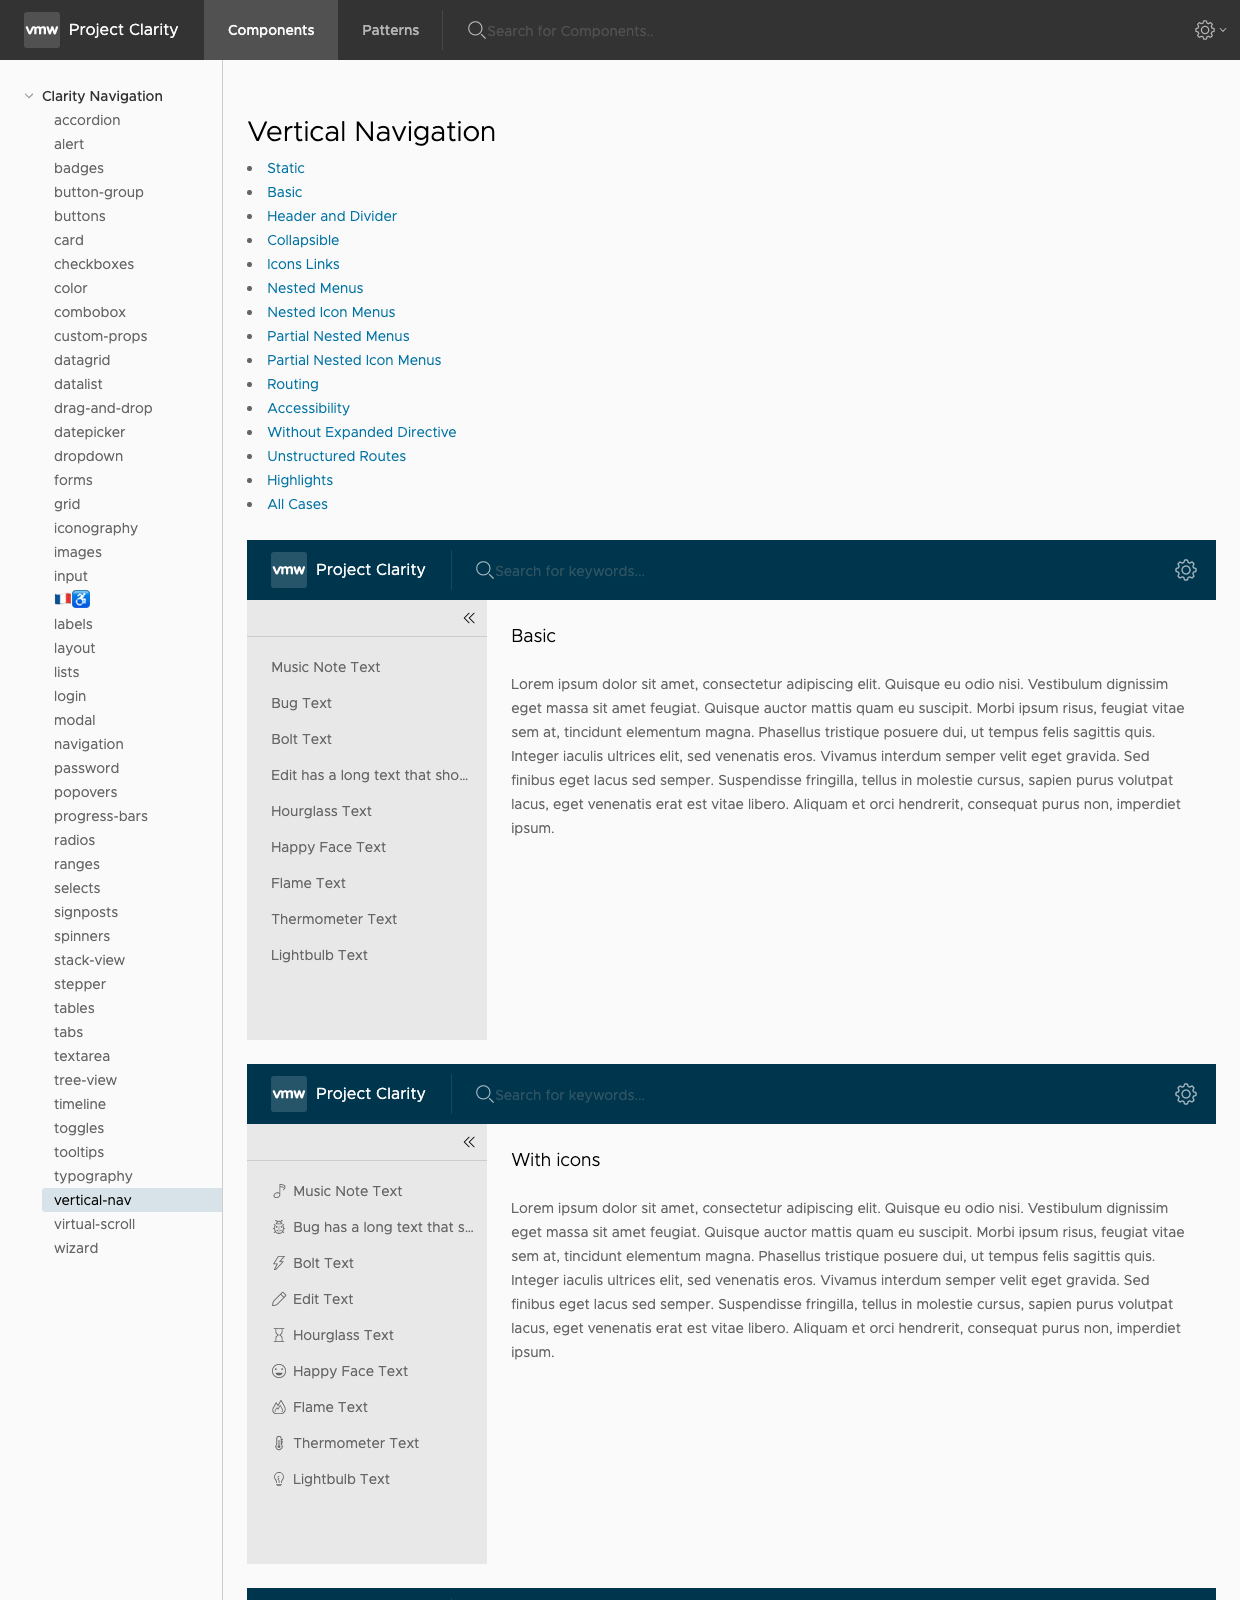 vmw Project Clarity Components Patterns Search for Components..
Clarity Navigation
accordion
alert
badges
button-group
buttons
card
checkboxes
color
combobox
custom-props
datagrid
datalist
drag-and-drop
datepicker
dropdown
forms
grid
iconography
images
input
🇫🇷♿
labels
layout
lists
login
modal
navigation
password
popovers
progress-bars
radios
ranges
selects
signposts
spinners
stack-view
stepper
tables
tabs
textarea
tree-view
timeline
toggles
tooltips
typography
vertical-nav
virtual-scroll
wizard
Vertical Navigation
Static
Basic
Header and Divider
Collapsible
Icons Links
Nested Menus
Nested Icon Menus
Partial Nested Menus
Partial Nested Icon Menus
Routing
Accessibility
Without Expanded Directive
Unstructured Routes
Highlights
All Cases
vmw Project Clarity Search for keywords...
Music Note Text
Bug Text
Bolt Text
Edit has a long text that sho...
Hourglass Text
Happy Face Text
Flame Text
Thermometer Text
Lightbulb Text
Basic
Lorem ipsum dolor sit amet, consectetur adipiscing elit. Quisque eu odio nisi. Vestibulum dignissim
eget massa sit amet feugiat. Quisque auctor mattis quam eu suscipit. Morbi ipsum risus, feugiat vitae
sem at, tincidunt elementum magna. Phasellus tristique posuere dui, ut tempus felis sagittis quis.
Integer iaculis ultrices elit, sed venenatis eros. Vivamus interdum semper velit eget gravida. Sed
finibus eget lacus sed semper. Suspendisse fringilla, tellus in molestie cursus, sapien purus volutpat
lacus, eget venenatis erat est vitae libero. Aliquam et orci hendrerit, consequat purus non, imperdiet
ipsum.
vmw Project Clarity Search for keywords...
Music Note Text
Bug has a long text that s...
Bolt Text
Edit Text
Hourglass Text
Happy Face Text
Flame Text
Thermometer Text
Lightbulb Text
With icons
Lorem ipsum dolor sit amet, consectetur adipiscing elit. Quisque eu odio nisi. Vestibulum dignissim
eget massa sit amet feugiat. Quisque auctor mattis quam eu suscipit. Morbi ipsum risus, feugiat vitae
sem at, tincidunt elementum magna. Phasellus tristique posuere dui, ut tempus felis sagittis quis.
Integer iaculis ultrices elit, sed venenatis eros. Vivamus interdum semper velit eget gravida. Sed
finibus eget lacus sed semper. Suspendisse fringilla, tellus in molestie cursus, sapien purus volutpat
lacus, eget venenatis erat est vitae libero. Aliquam et orci hendrerit, consequat purus non, imperdiet
ipsum.